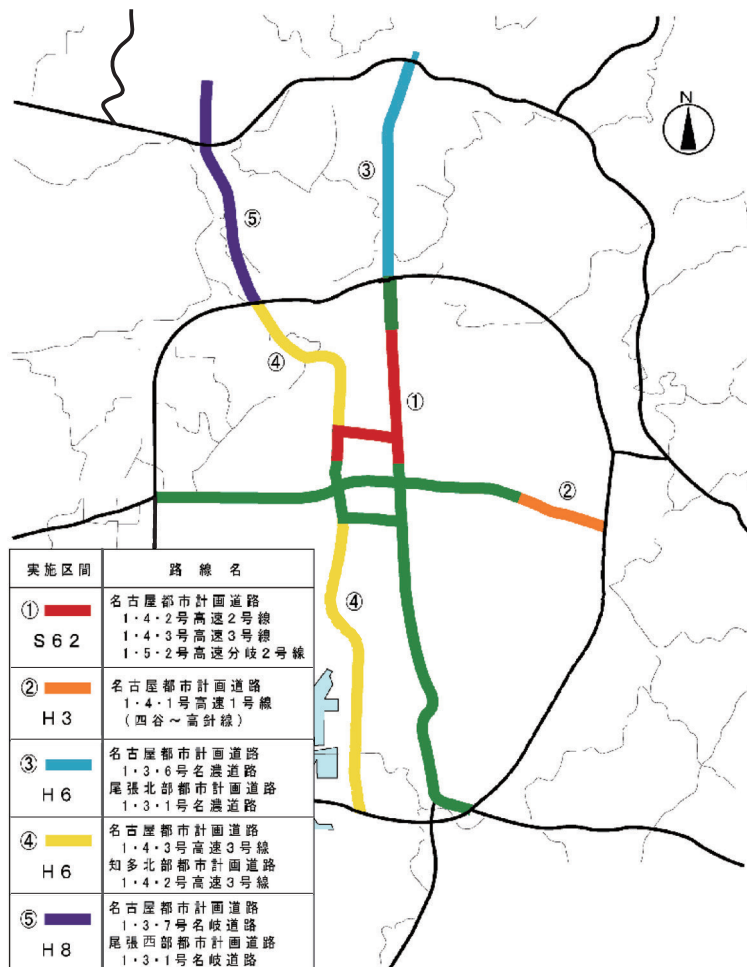 N
③
⑤
④
①
②
④
実施区間 路線名
① S62
名古屋都市計画道路
1・4・2号高速2号線
1・4・3号高速3号線
1・5・2号高速分岐2号線
② H3
名古屋都市計画道路
1・4・1号高速1号線
(四谷～高針線)
③ H6
名古屋都市計画道路
1・3・6号名濃道路
尾張北部都市計画道路
1・3・1号名濃道路
④ H6
名古屋都市計画道路
1・4・3号高速3号線
知多北部都市計画道路
1・4・2号高速3号線
⑤ H8
名古屋都市計画道路
1・3・7号名岐道路
尾張西部都市計画道路
1・3・1号名岐道路